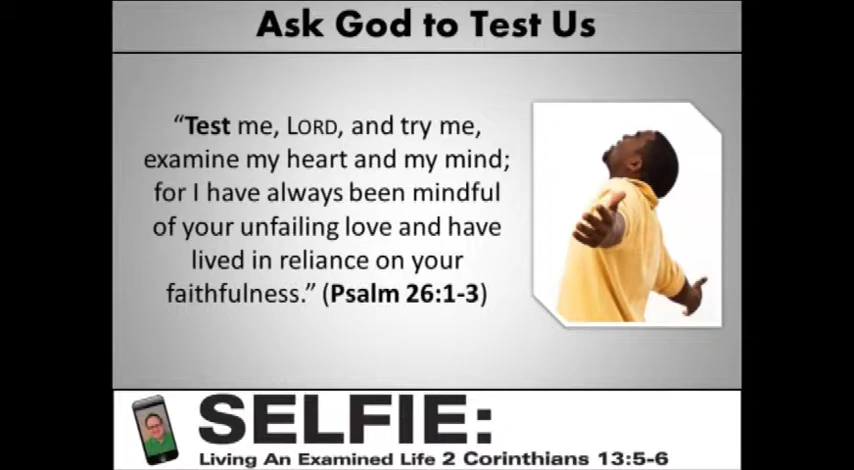 Ask God to Test Us
“Test me, LORD, and try me,
examine my heart and my mind;
for I have always been mindful
of your unfailing love and have
lived in reliance on your
faithfulness.” (Psalm 26:1-3)
SELFIE:
Living An Examined Life 2 Corinthians 13:5-6